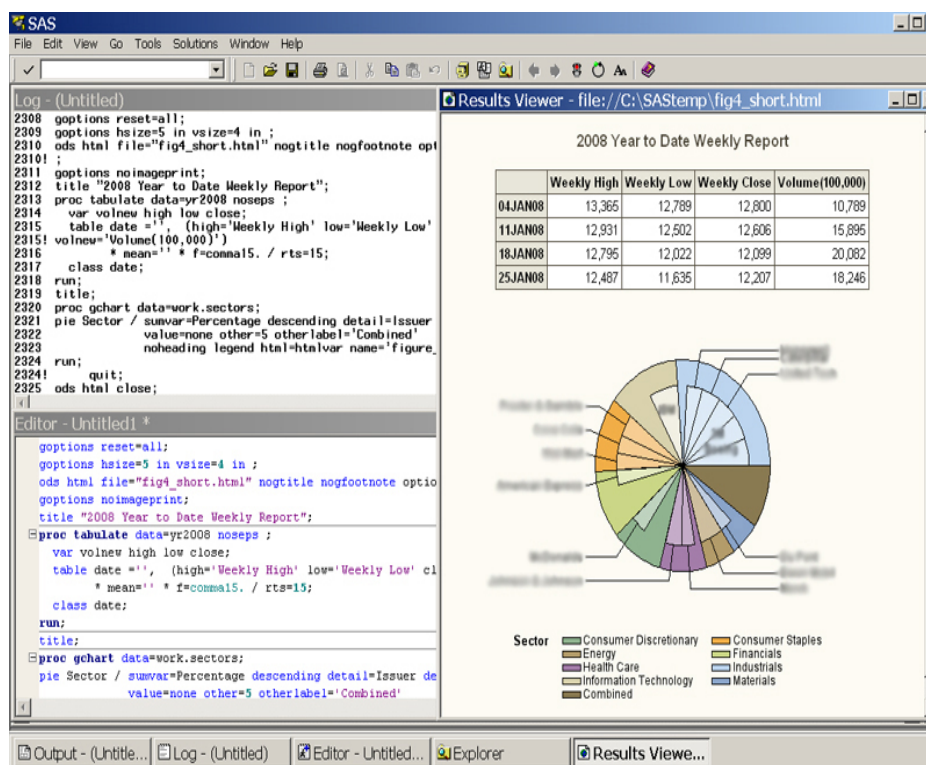 SAS
File Edit View Go Tools Solutions Window Help
Log - (Untitled)
2308 goptions reset=all;
2309 goptions hsize=5 in vsize=4 in ;
2310 ods html file="fig4_short.html" nogtitle nogfootnote opt
2310! ;
2311 goptions noimageprint;
2312 title "2008 Year to Date Weekly Report";
2313 proc tabulate data=yr2008 noseps ;
2314 var volnew high low close;
2315 table date ='', (high='Weekly High' low='Weekly Low'
2315! volnew='Volume(100,000)')
2316 * mean='' * f=comma15. / rts=15;
2317 class date;
2318 run;
2319 title;
2320 proc gchart data=work.sectors;
2321 pie Sector / sumvar=Percentage descending detail=Issuer
2322 value=none other=5 otherlabel='Combined'
2323 noheading legend html=htmlvar name='figure_
2324 run;
2324! quit;
2325 ods html close;
Editor - Untitled1 *
goptions reset=all;
goptions hsize=5 in vsize=4 in ;
ods html file="fig4_short.html" nogtitle nogfootnote optio
goptions noimageprint;
title "2008 Year to Date Weekly Report";
proc tabulate data=yr2008 noseps ;
var volnew high low close;
table date ='', (high='Weekly High' low='Weekly Low' cl
* mean='' * f=comma15. / rts=15;
class date;
run;
title;
proc gchart data=work.sectors;
pie Sector / sumvar=Percentage descending detail=Issuer de
value=none other=5 otherlabel='Combined'
Results Viewer - file://C:\SAStemp\fig4_short.html
2008 Year to Date Weekly Report
Weekly High Weekly Low Weekly Close Volume(100,000)
04JAN08 13,365 12,789 12,800 10,789
11JAN08 12,931 12,502 12,606 15,895
18JAN08 12,795 12,022 12,099 20,082
25JAN08 12,487 11,635 12,207 18,246
American Express
McDonalds
Johnson & Johnson
Sector Consumer Discretionary Consumer Staples
Energy Financials
Health Care Industrials
Information Technology Materials
Combined
Output - (Untitle... Log - (Untitled) Editor - Untitled... Explorer Results Viewe...